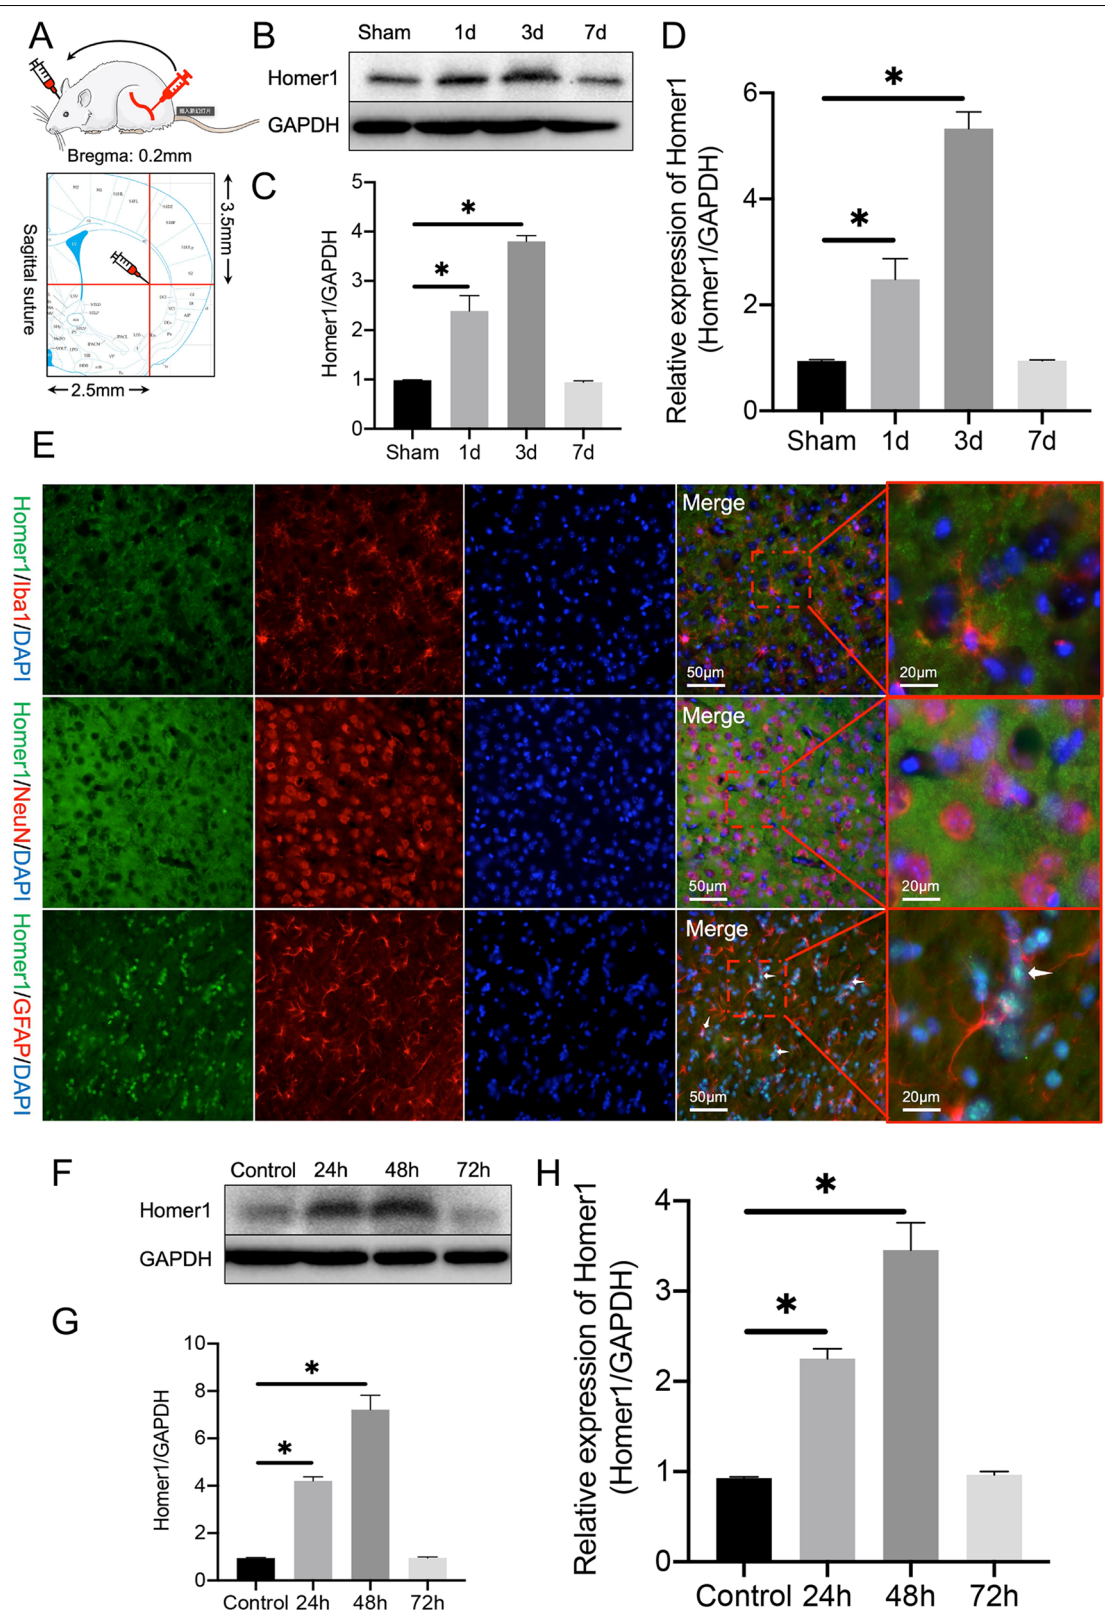 A
Bregma: 0.2mm
Sagittal suture
3.5mm
2.5mm
B
Sham 1d 3d 7d
Homer1
GAPDH
C
Homer1/GAPDH
5
4
3
2
1
0
Sham 1d 3d 7d
*
*
D
Relative expression of Homer1
(Homer1/GAPDH)
6
4
2
0
Sham 1d 3d 7d
*
*
E
Homer1/Iba1/DAPI
Merge
50μm
20μm
Homer1/NeuN/DAPI
Merge
50μm
20μm
Homer1/GFAP/DAPI
Merge
50μm
20μm
F
Control 24h 48h 72h
Homer1
GAPDH
G
Homer1/GAPDH
10
8
6
4
2
0
Control 24h 48h 72h
*
*
H
Relative expression of Homer1
(Homer1/GAPDH)
4
3
2
1
0
Control 24h 48h 72h
*
*